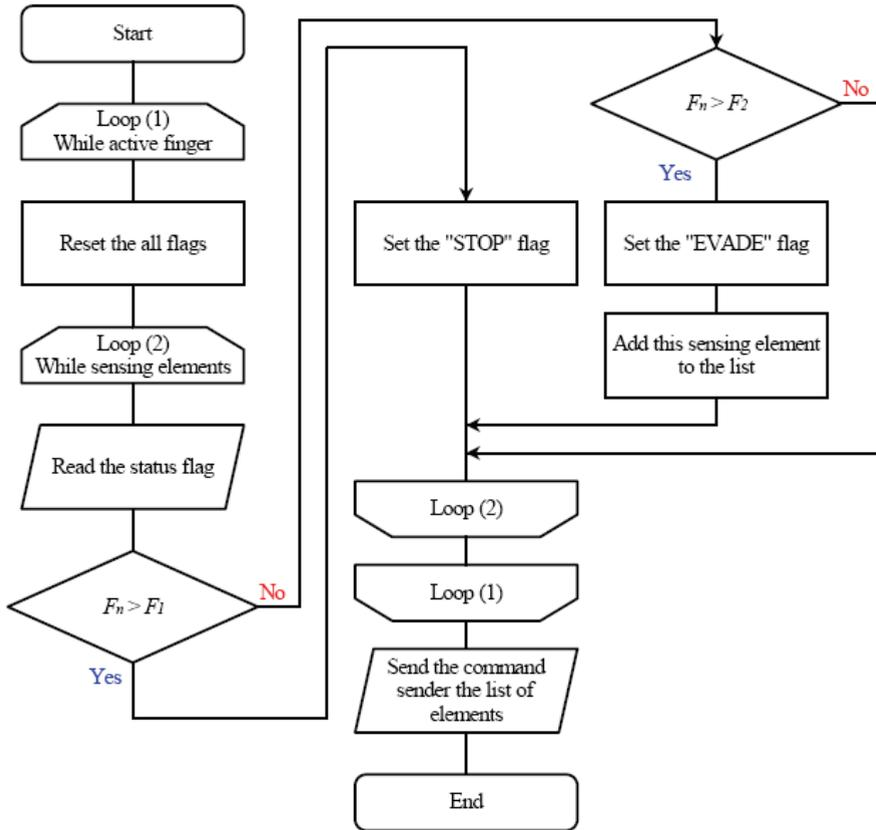 Start
Loop (1)
While active finger
Reset the all flags
Loop (2)
While sensing elements
Read the status flag
Fn > F1
No
Yes
Set the "STOP" flag
Fn > F2
No
Yes
Set the "EVADE" flag
Add this sensing element
to the list
Loop (2)
Loop (1)
Send the command
sender the list of
elements
End